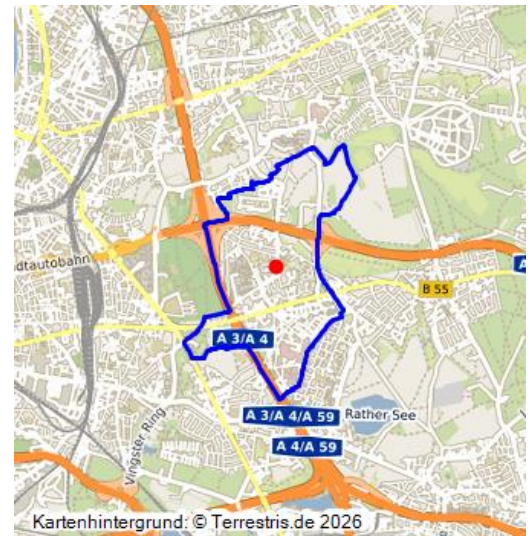 dtautobahn
A
B 55
A 3/A 4
A 3/A 4/A 59
Rather See
A 4/A 59
Vingster Ring
Kartenhintergrund: © Terrestris.de 2026